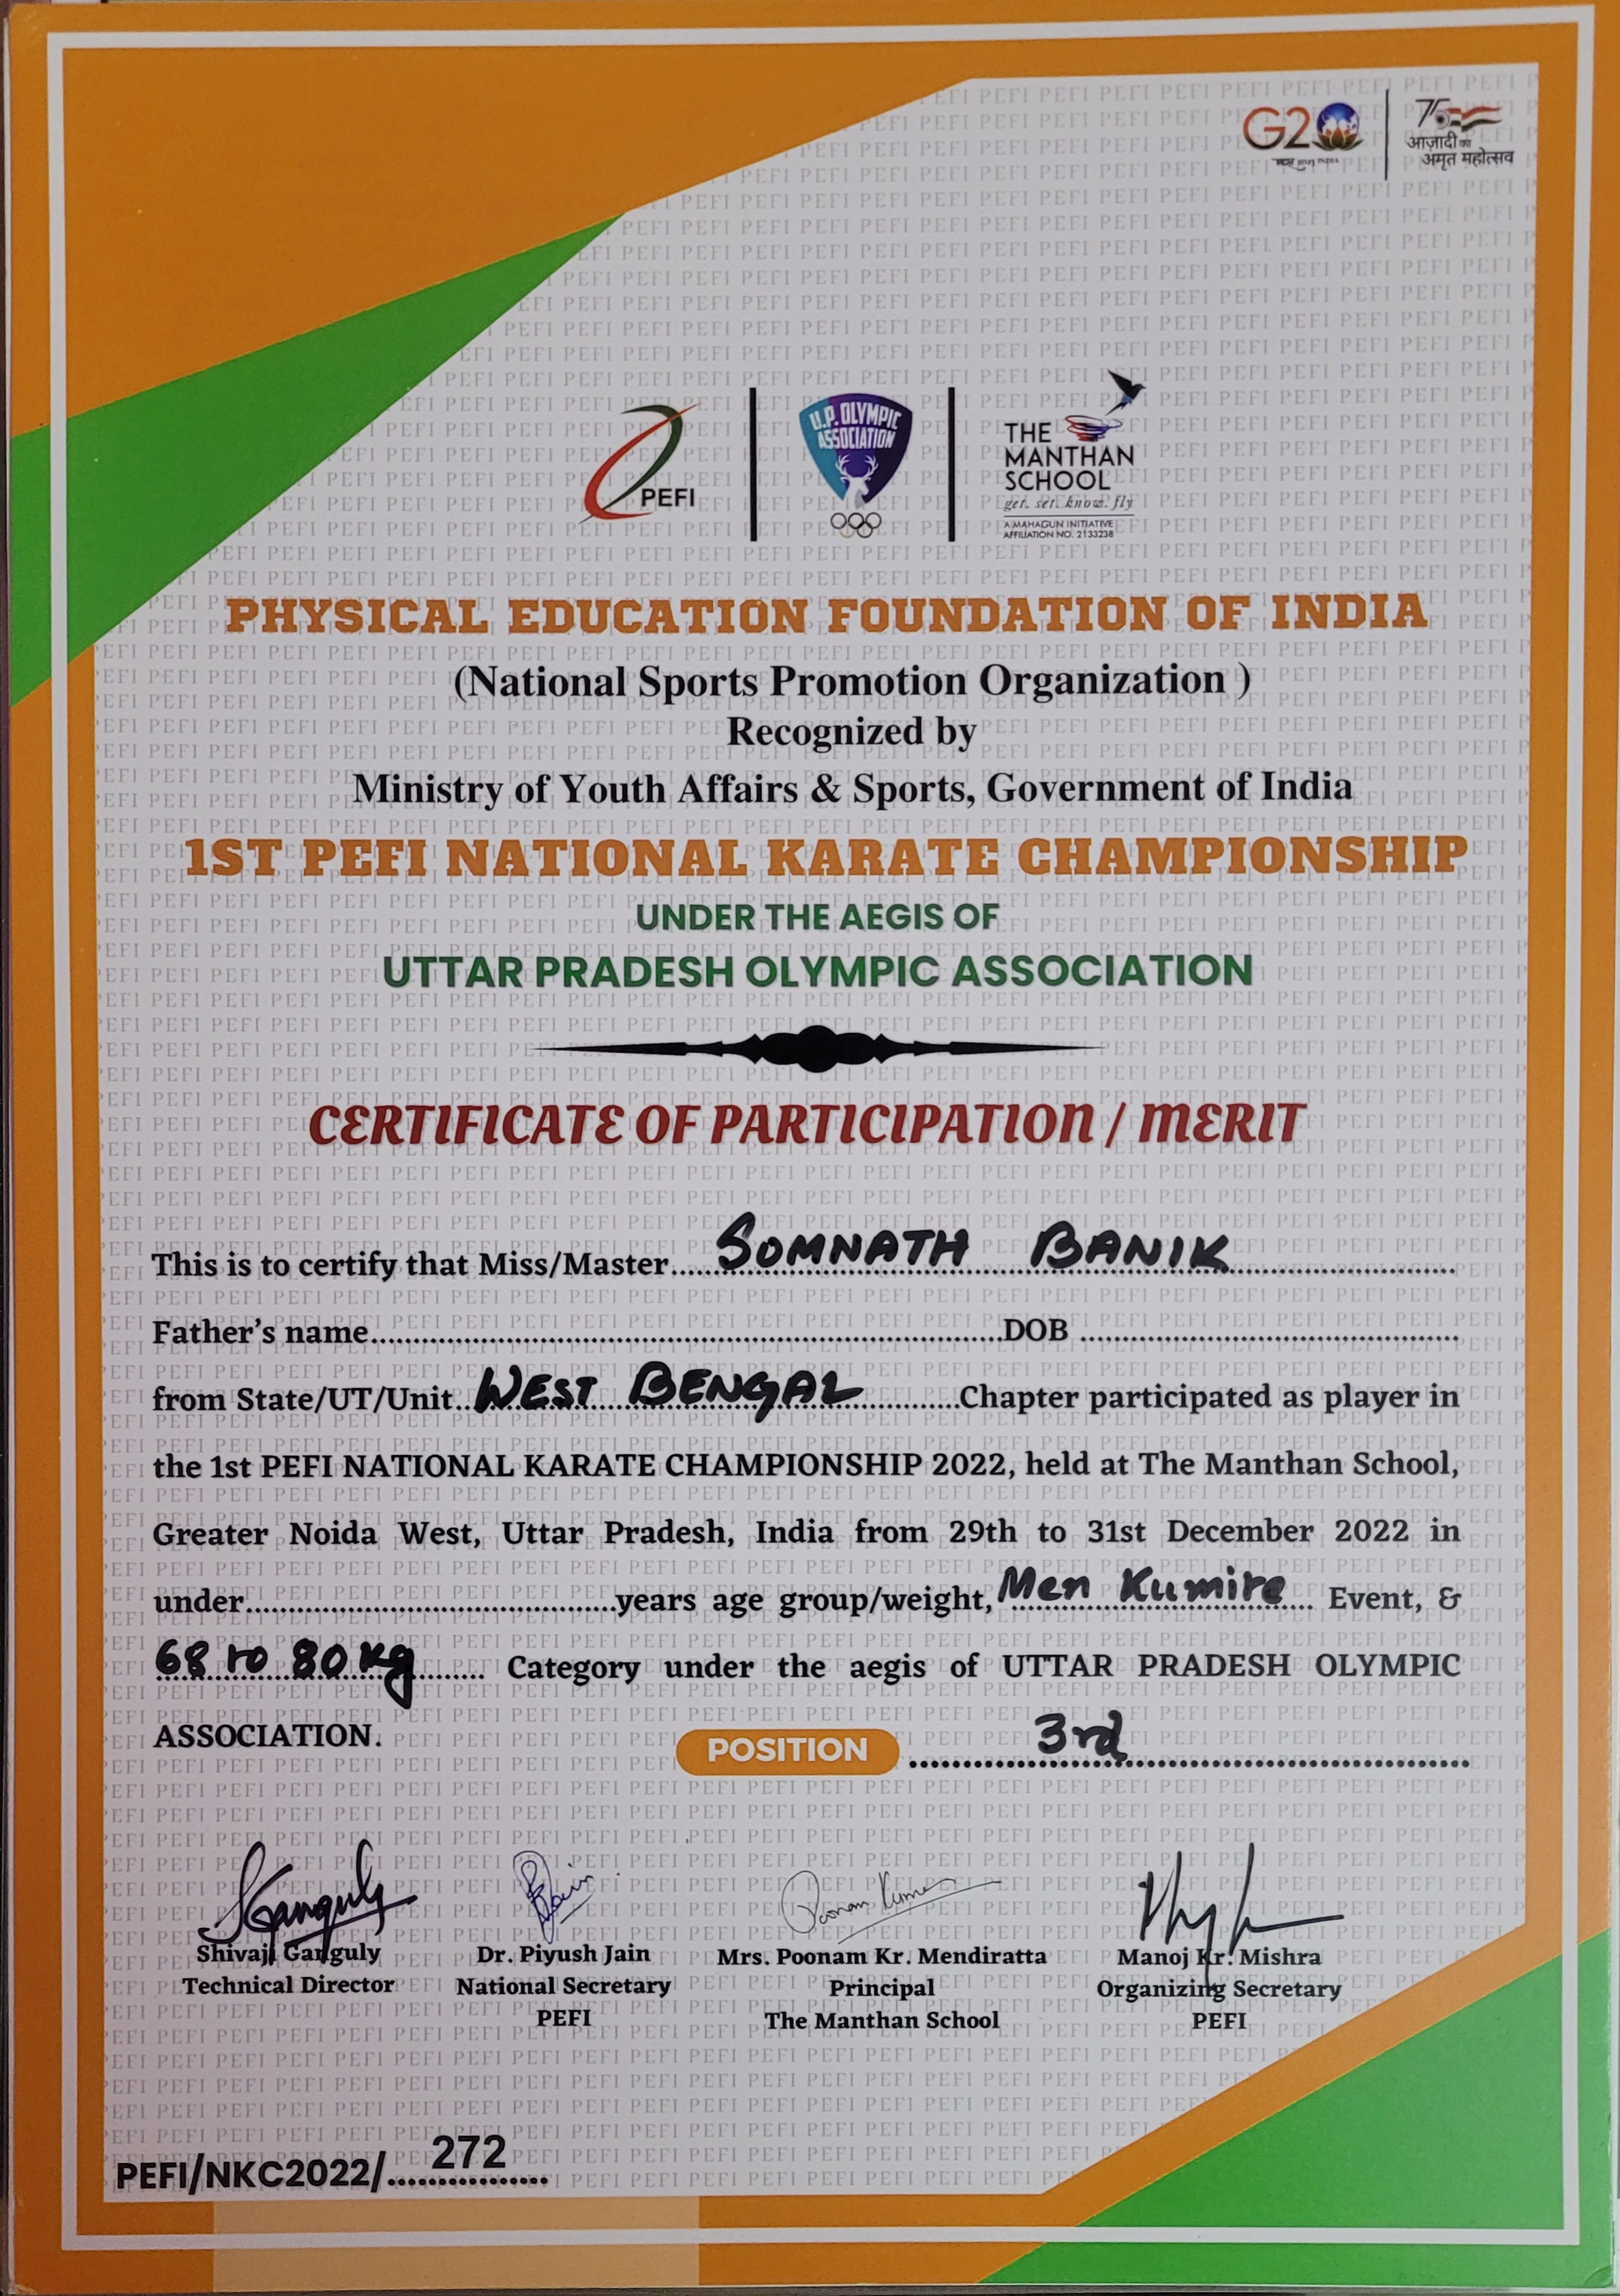 G20
भारत 2023 INDIA
75
आज़ादी का
अमृत महोत्सव
PEFI
U.P. OLYMPIC
ASSOCIATION
THE
MANTHAN
SCHOOL
get. set. know. fly
A MAHAGUN INITIATIVE
AFFILIATION NO. 2133238
PHYSICAL EDUCATION FOUNDATION OF INDIA
(National Sports Promotion Organization )
Recognized by
Ministry of Youth Affairs & Sports, Government of India
1ST PEFI NATIONAL KARATE CHAMPIONSHIP
UNDER THE AEGIS OF
UTTAR PRADESH OLYMPIC ASSOCIATION
CERTIFICATE OF PARTICIPATION / MERIT
This is to certify that Miss/Master SOMNATH BANIK
Father's name DOB
from State/UT/Unit WEST BENGAL Chapter participated as player in
the 1st PEFI NATIONAL KARATE CHAMPIONSHIP 2022, held at The Manthan School,
Greater Noida West, Uttar Pradesh, India from 29th to 31st December 2022 in
under years age group/weight, Men Kumite Event, &
68 to 80 kg Category under the aegis of UTTAR PRADESH OLYMPIC
ASSOCIATION.
POSITION 3rd
SGanguly
PJain
Poonam Kumar
Shivaji Ganguly
Technical Director
Dr. Piyush Jain
National Secretary
PEFI
Mrs. Poonam Kr. Mendiratta
Principal
The Manthan School
Manoj Kr. Mishra
Organizing Secretary
PEFI
PEFI/NKC2022/ 272